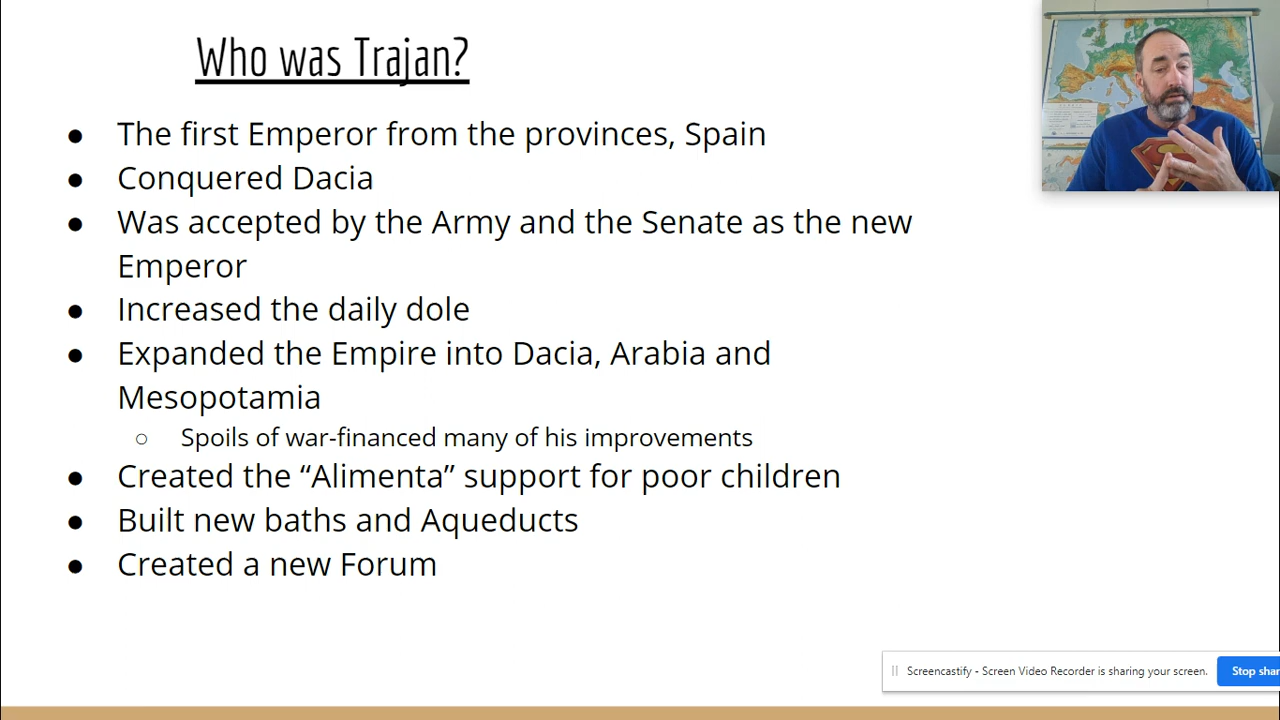 Who was Trajan?
● The first Emperor from the provinces, Spain
● Conquered Dacia
● Was accepted by the Army and the Senate as the new
Emperor
● Increased the daily dole
● Expanded the Empire into Dacia, Arabia and
Mesopotamia
○ Spoils of war-financed many of his improvements
● Created the “Alimenta” support for poor children
● Built new baths and Aqueducts
● Created a new Forum
Screencastify - Screen Video Recorder is sharing your screen.
Stop shar